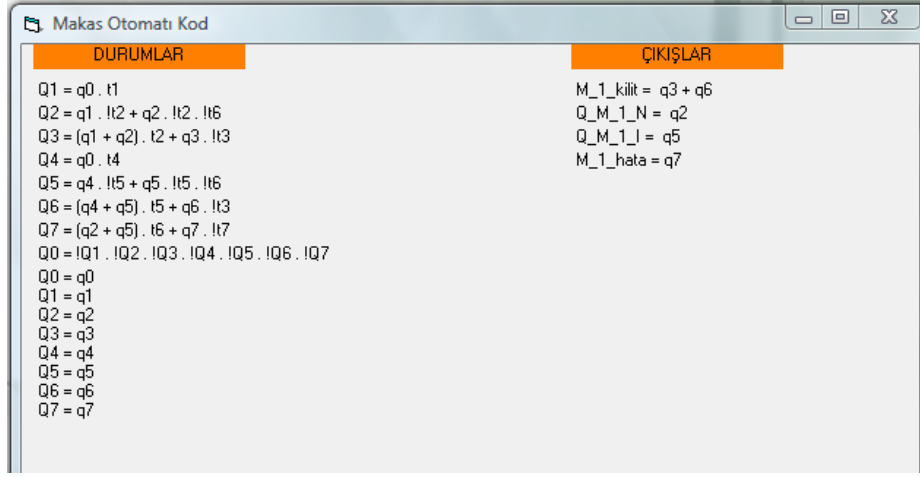 Makas Otomatı Kod
DURUMLAR
Q1 = q0 . t1
Q2 = q1 . !t2 + q2 . !t2 . !t6
Q3 = (q1 + q2) . t2 + q3 . !t3
Q4 = q0 . t4
Q5 = q4 . !t5 + q5 . !t5 . !t6
Q6 = (q4 + q5) . t5 + q6 . !t3
Q7 = (q2 + q5) . t6 + q7 . !t7
Q0 = !Q1 . !Q2 . !Q3 . !Q4 . !Q5 . !Q6 . !Q7
Q0 = q0
Q1 = q1
Q2 = q2
Q3 = q3
Q4 = q4
Q5 = q5
Q6 = q6
Q7 = q7
ÇIKIŞLAR
M_1_kilit = q3 + q6
Q_M_1_N = q2
Q_M_1_I = q5
M_1_hata = q7